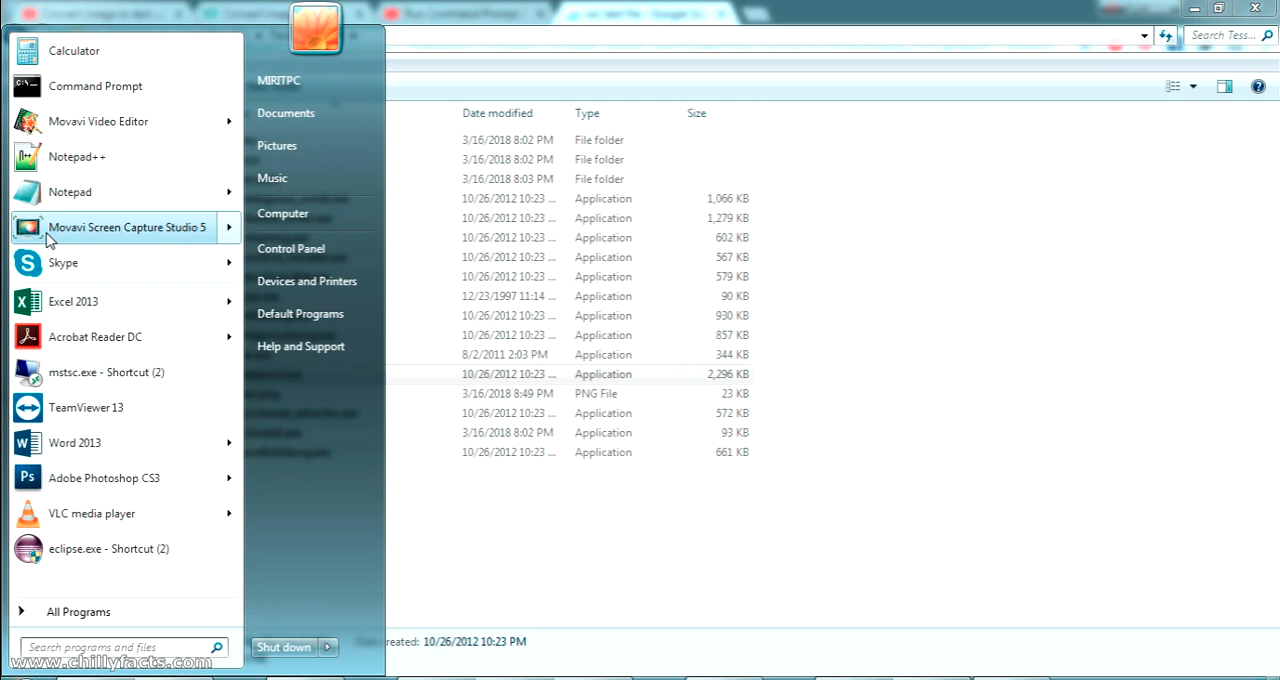 Search Tess...
Calculator
Command Prompt
Movavi Video Editor
Notepad++
Notepad
Movavi Screen Capture Studio 5
Skype
Excel 2013
Acrobat Reader DC
mstsc.exe - Shortcut (2)
TeamViewer 13
Word 2013
Adobe Photoshop CS3
VLC media player
eclipse.exe - Shortcut (2)
All Programs
Search programs and files
www.chillyfacts.com
MIRITPC
Documents
Pictures
Music
Computer
Control Panel
Devices and Printers
Default Programs
Help and Support
Shut down
Date modified Type Size
3/16/2018 8:02 PM File folder
3/16/2018 8:02 PM File folder
3/16/2018 8:03 PM File folder
10/26/2012 10:23 ... Application 1,066 KB
10/26/2012 10:23 ... Application 1,279 KB
10/26/2012 10:23 ... Application 602 KB
10/26/2012 10:23 ... Application 567 KB
10/26/2012 10:23 ... Application 579 KB
12/23/1997 11:14 ... Application 90 KB
10/26/2012 10:23 ... Application 930 KB
10/26/2012 10:23 ... Application 857 KB
8/2/2011 2:03 PM Application 344 KB
10/26/2012 10:23 ... Application 2,296 KB
3/16/2018 8:49 PM PNG File 23 KB
10/26/2012 10:23 ... Application 572 KB
3/16/2018 8:02 PM Application 93 KB
10/26/2012 10:23 ... Application 661 KB
created: 10/26/2012 10:23 PM